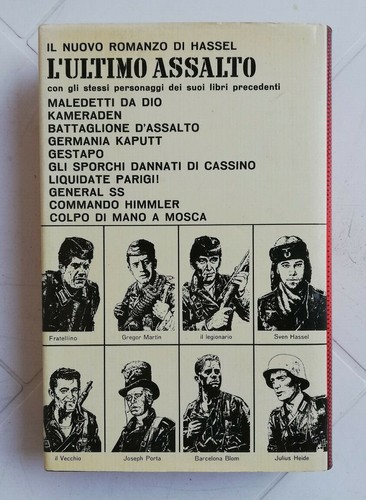 IL NUOVO ROMANZO DI HASSEL
L'ULTIMO ASSALTO
con gli stessi personaggi dei suoi libri precedenti
MALEDETTI DA DIO
KAMERADEN
BATTAGLIONE D'ASSALTO
GERMANIA KAPUTT
GESTAPO
GLI SPORCHI DANNATI DI CASSINO
LIQUIDATE PARIGI!
GENERAL SS
COMMANDO HIMMLER
COLPO DI MANO A MOSCA
Fratellino Gregor Martin il legionario Sven Hassel
il Vecchio Joseph Porta Barcelona Blom Julius Heide